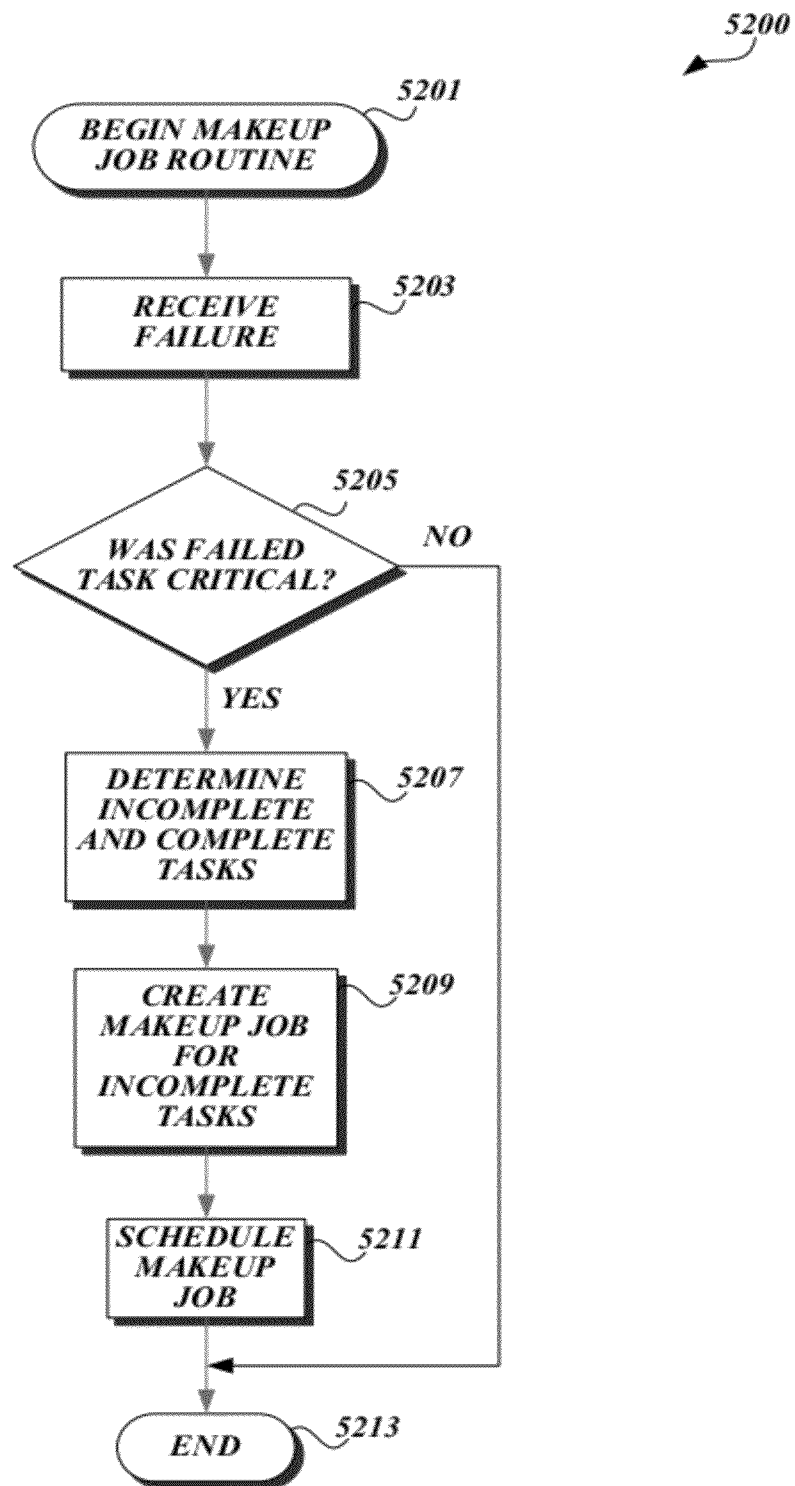 5200
5201
BEGIN MAKEUP
JOB ROUTINE
5203
RECEIVE
FAILURE
5205
WAS FAILED
TASK CRITICAL?
NO
YES
5207
DETERMINE
INCOMPLETE
AND COMPLETE
TASKS
5209
CREATE
MAKEUP JOB
FOR
INCOMPLETE
TASKS
5211
SCHEDULE
MAKEUP
JOB
5213
END